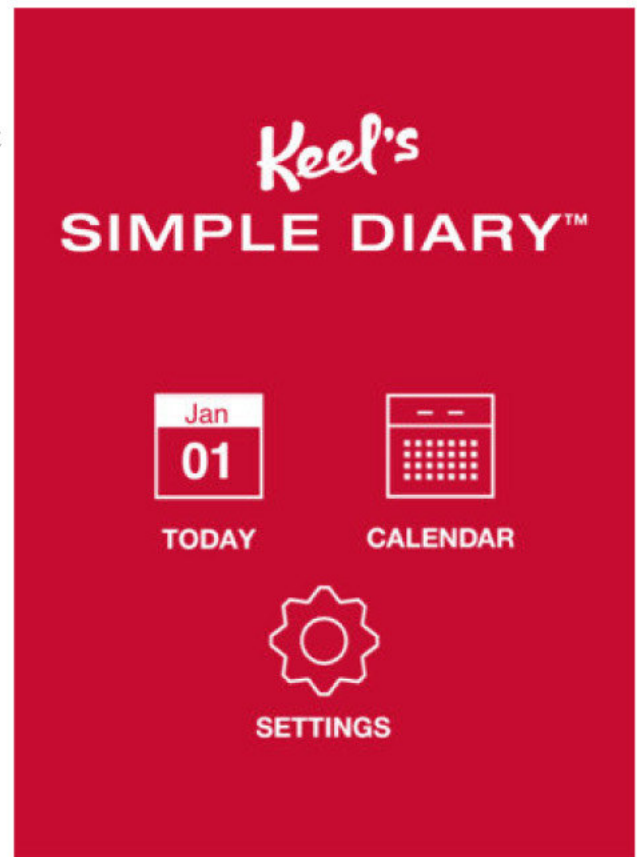 Keel's
SIMPLE DIARY™
Jan
01
TODAY
CALENDAR
SETTINGS